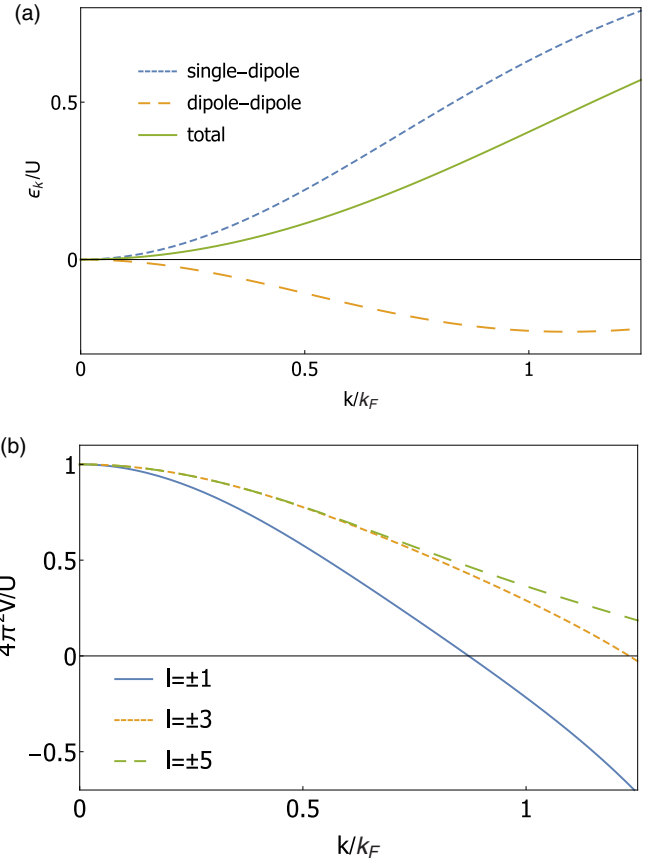 (a)
single-dipole
dipole-dipole
total
0.5
0
ϵₖ/U
0
0.5
1
k/k_F
(b)
1
0.5
0
-0.5
4π²V/U
l=±1
l=±3
l=±5
0
0.5
1
k/k_F